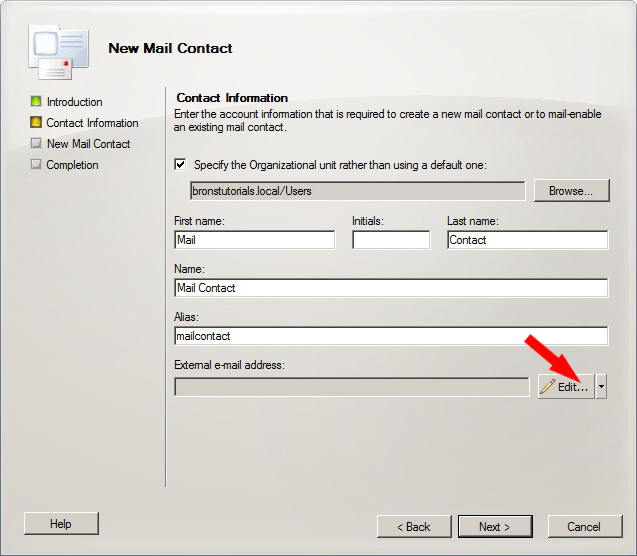 New Mail Contact
Introduction
Contact Information
New Mail Contact
Completion
Contact Information
Enter the account information that is required to create a new mail contact or to mail-enable
an existing mail contact.
Specify the Organizational unit rather than using a default one:
bronstutorials.local/Users
Browse...
First name:
Initials:
Last name:
Mail
Contact
Name:
Mail Contact
Alias:
mailcontact
External e-mail address:
Edit...
Help
< Back
Next >
Cancel